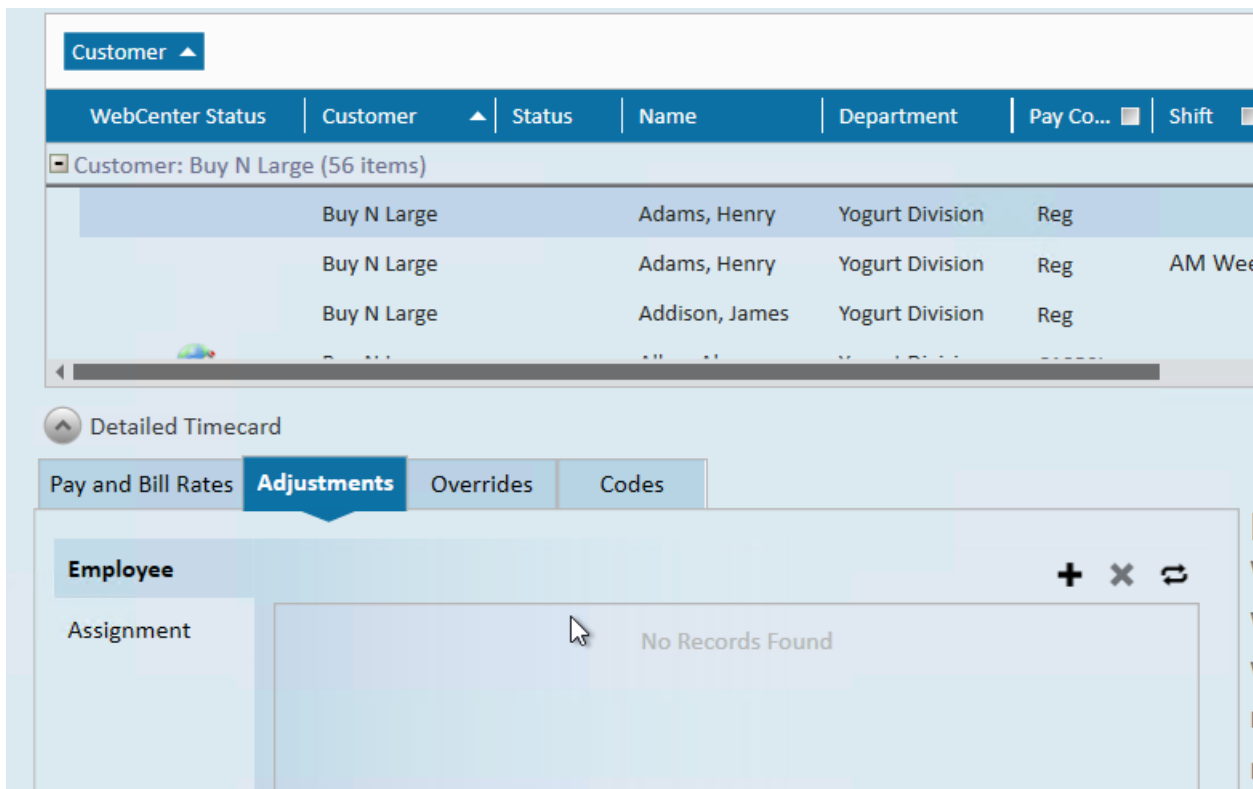 Customer
WebCenter Status Customer Status Name Department Pay Co... Shift
Customer: Buy N Large (56 items)
Buy N Large Adams, Henry Yogurt Division Reg
Buy N Large Adams, Henry Yogurt Division Reg AM Wee
Buy N Large Addison, James Yogurt Division Reg
Detailed Timecard
Pay and Bill Rates Adjustments Overrides Codes
Employee
Assignment
No Records Found